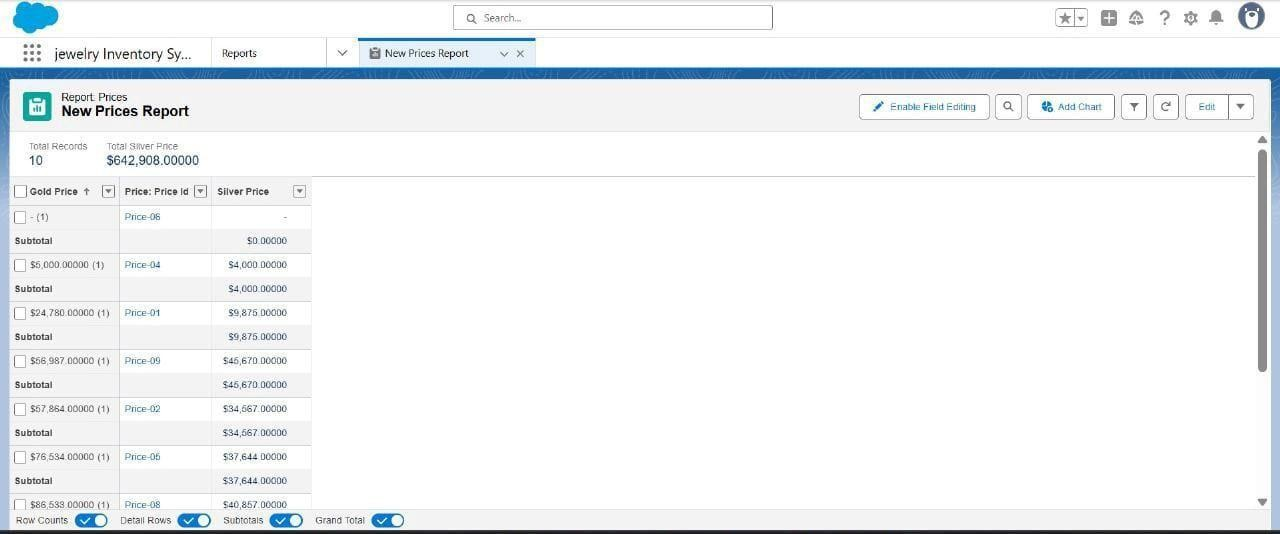 Search...
jewelry Inventory Sy...
Reports
New Prices Report
Report: Prices
New Prices Report
Enable Field Editing
Add Chart
Edit
Total Records
Total Silver Price
10
$642,908.00000
Gold Price ↑
Price: Price Id
Silver Price
- (1)
Price-06
-
Subtotal
$0.00000
$5,000.00000 (1)
Price-04
$4,000.00000
Subtotal
$4,000.00000
$24,780.00000 (1)
Price-01
$9,875.00000
Subtotal
$9,875.00000
$56,987.00000 (1)
Price-09
$45,670.00000
Subtotal
$45,670.00000
$57,864.00000 (1)
Price-02
$34,567.00000
Subtotal
$34,567.00000
$76,534.00000 (1)
Price-05
$37,644.00000
Subtotal
$37,644.00000
$86,533.00000 (1)
Price-08
$40,857.00000
Row Counts
Detail Rows
Subtotals
Grand Total